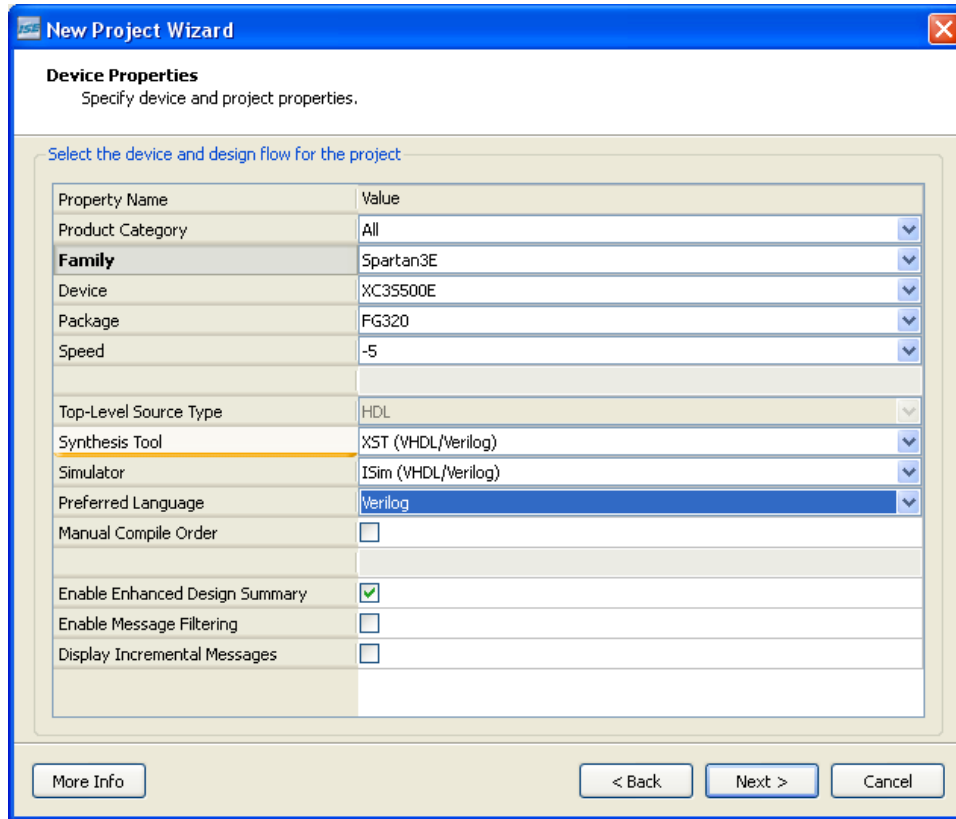 ISE New Project Wizard
Device Properties
Specify device and project properties.
Select the device and design flow for the project
Property Name Value
Product Category All
Family Spartan3E
Device XC3S500E
Package FG320
Speed -5
Top-Level Source Type HDL
Synthesis Tool XST (VHDL/Verilog)
Simulator ISim (VHDL/Verilog)
Preferred Language Verilog
Manual Compile Order
Enable Enhanced Design Summary
Enable Message Filtering
Display Incremental Messages
More Info < Back Next > Cancel